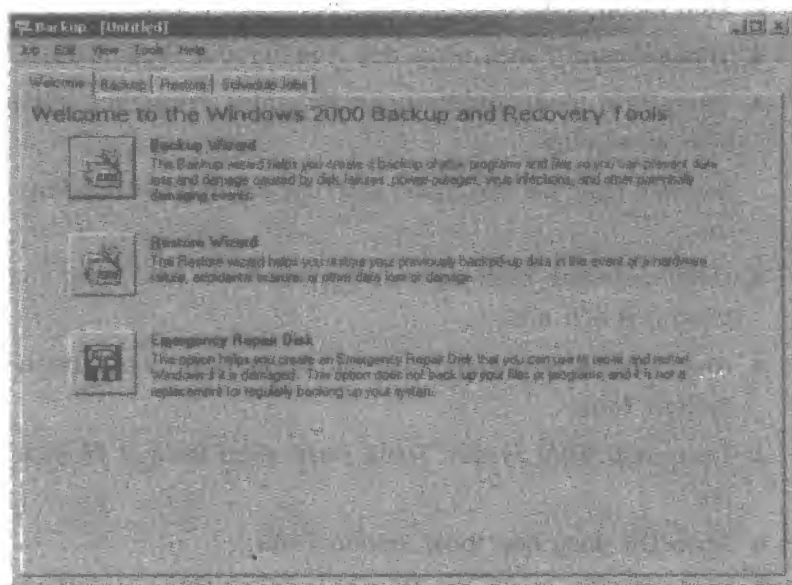 Backup - [Untitled]
Job Edit View Tools Help
Welcome Backup Restore Schedule Jobs
Welcome to the Windows 2000 Backup and Recovery Tools
Backup Wizard
The Backup wizard helps you create a backup of your programs and files so you can prevent data
loss and damage caused by disk failures, power outages, virus infections, and other potentially
damaging events.
Restore Wizard
The Restore wizard helps you restore your previously backed-up data in the event of a hardware
failure, accidental erasure, or other data loss or damage.
Emergency Repair Disk
This option helps you create an Emergency Repair Disk that you can use to repair and restart
Windows if it is damaged. This option does not back up your files or programs, and it is not a
replacement for regularly backing up your system.